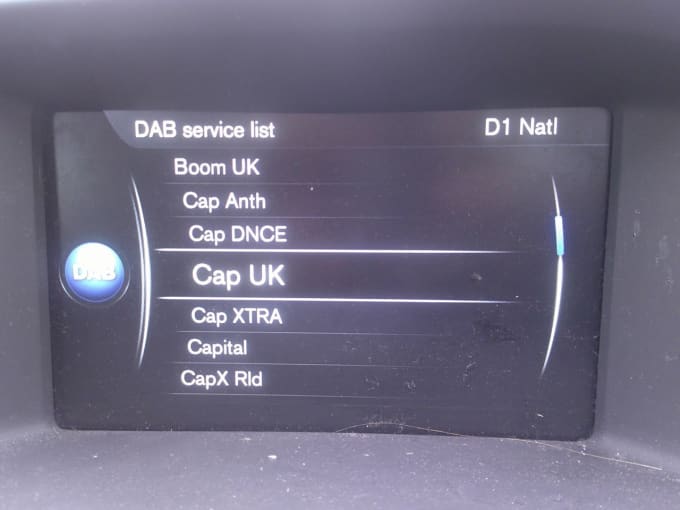 DAB service list
D1 Natl
Boom UK
Cap Anth
Cap DNCE
DAB
Cap UK
Cap XTRA
Capital
CapX Rld